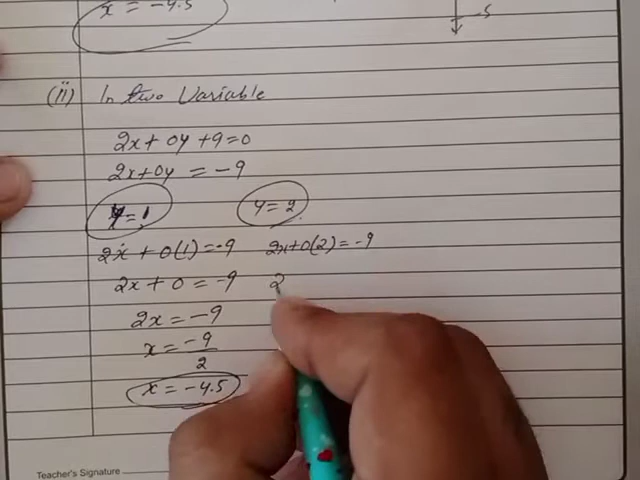 x = -4.5
-5
(ii) In two Variable
2x + 0y + 9 = 0
2x + 0y = -9
y = 1 y = 2
2x + 0(1) = -9 2x + 0(2) = -9
2x + 0 = -9 2
2x = -9
x = -9
2
x = -4.5
Teacher's Signature